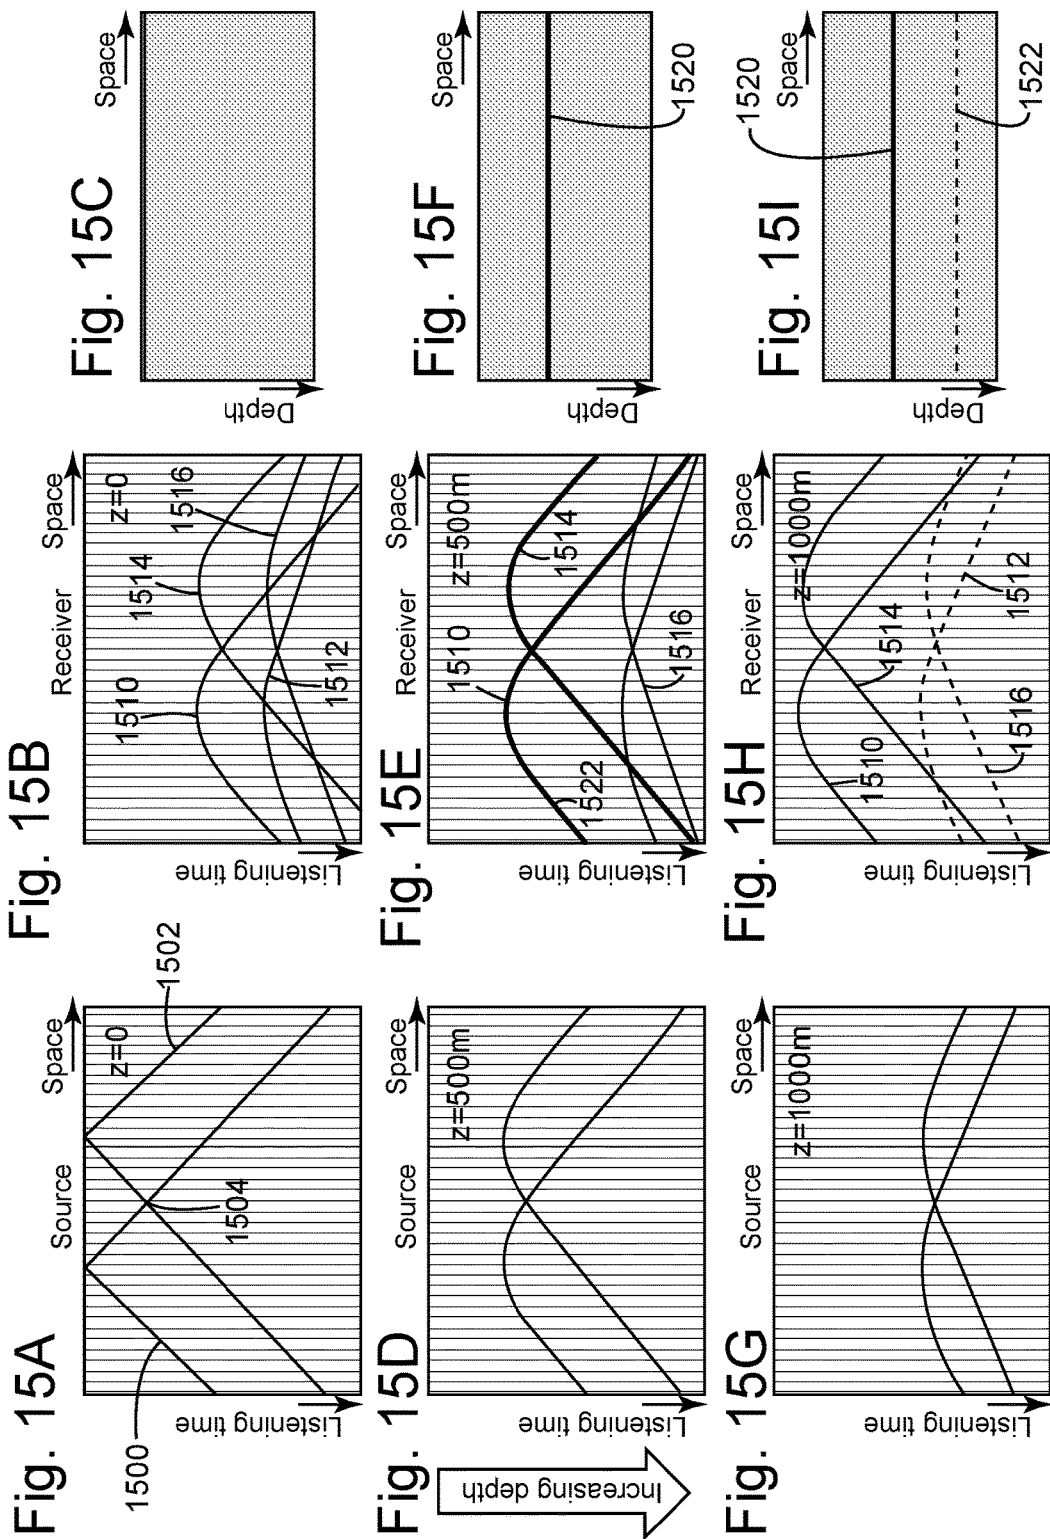 Fig. 15A
Source
Space
z=0
Listening time
1500
1502
1504
Fig. 15B
Receiver
Space
z=0
Listening time
1510
1514
1516
1512
Fig. 15C
Space
Depth
Increasing depth
Fig. 15D
Source
Space
z=500m
Listening time
Fig. 15E
Receiver
Space
z=500m
Listening time
1510
1514
1516
1522
Fig. 15F
Space
Depth
1520
Fig. 15G
Source
Space
z=1000m
Listening time
Fig. 15H
Receiver
Space
z=1000m
Listening time
1510
1514
1516
1512
Fig. 15I
Space
Depth
1520
1522